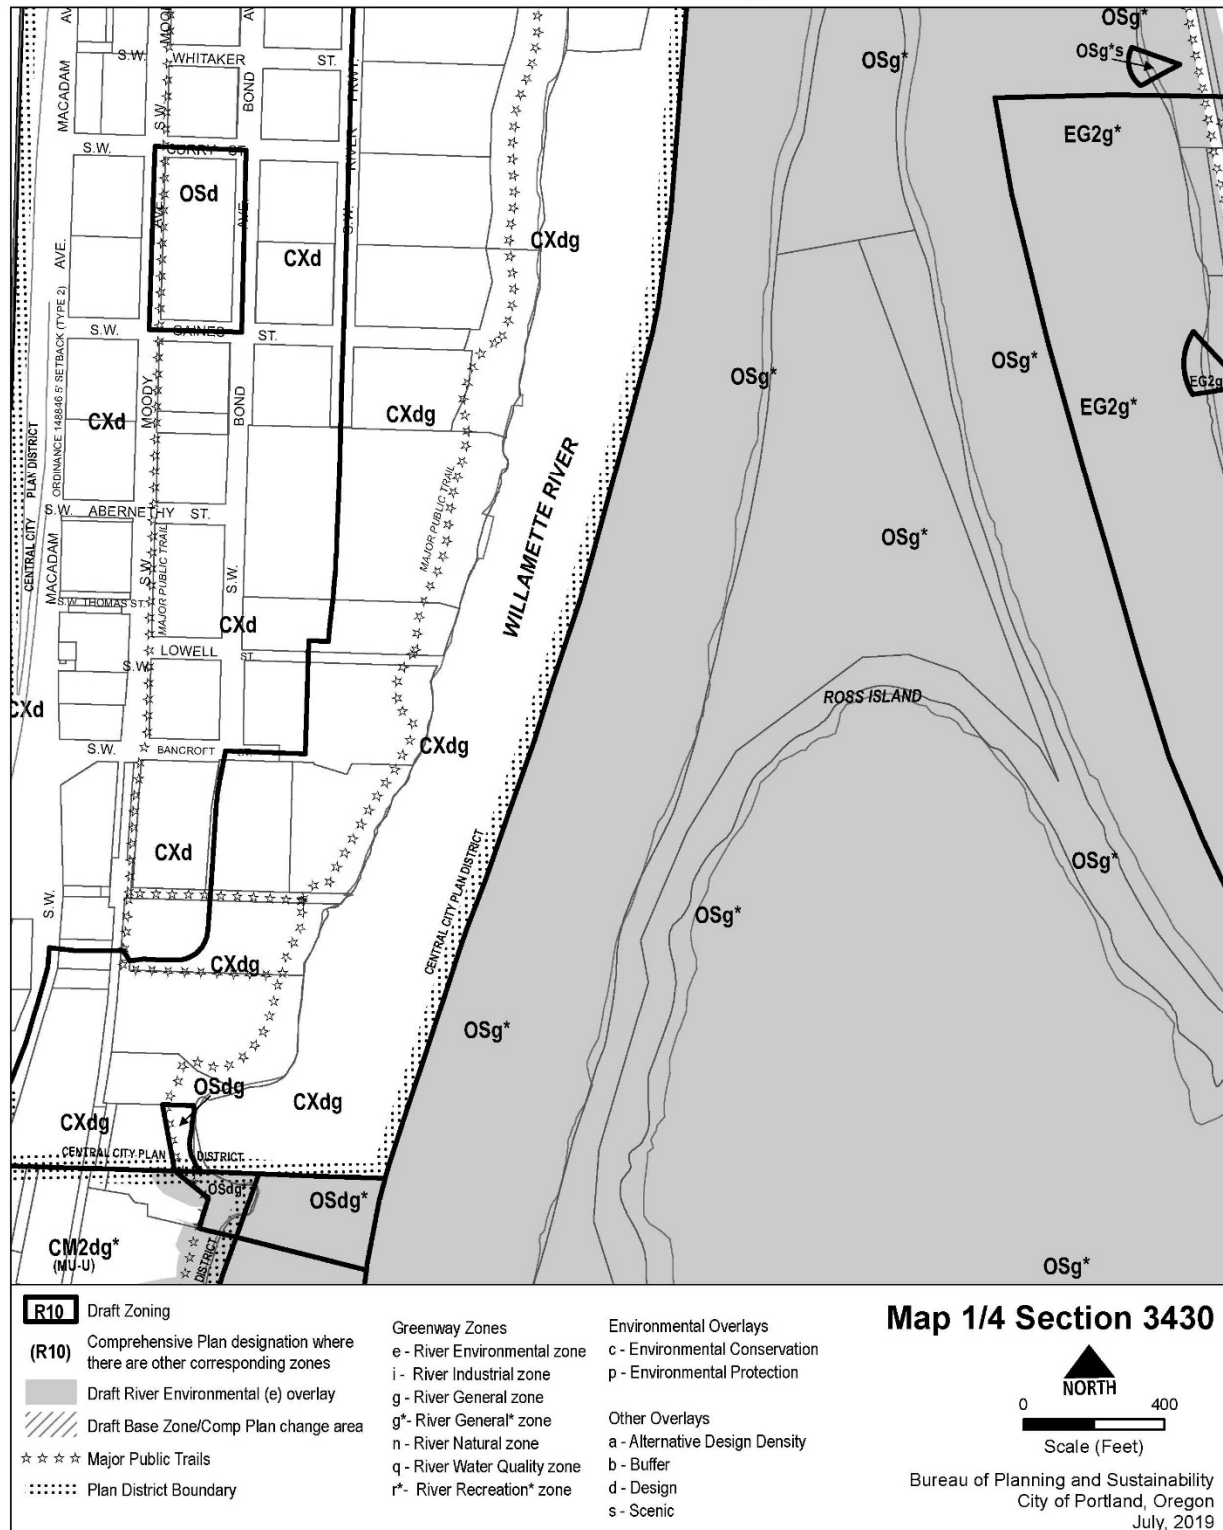 MACADAM
AV
S.W.
MOO
AV
WHITAKER
ST.
BOND
S.W.
PKWY.
S.W.
CURRY ST.
OSd
AVE.
AVE.
CXd
RIVER
S.W.
CXdg
OSg*
OSg*
OSg*s
EG2g*
AVE.
S.W.
GAINES
ST.
ORDINANCE 148846 5' SETBACK (TYPE 2)
CXd
MOODY
BOND
CXdg
OSg*
OSg*
EG2g*
EG2g
CENTRAL CITY
PLAN DISTRICT
S.W.
ABERNETHY
ST.
MACADAM
S.W.
MAJOR PUBLIC TRAIL
S.W.
MAJOR PUBLIC TRAIL
WILLAMETTE RIVER
OSg*
S.W. THOMAS ST.
CXd
LOWELL
ST.
S.W.
ROSS ISLAND
CXd
S.W.
BANCROFT
ST.
CXdg
CXd
CENTRAL CITY PLAN DISTRICT
OSg*
S.W.
OSg*
CXdg
OSg*
OSdg
CXdg
CXdg
CENTRAL CITY PLAN
DISTRICT
OSdg*
OSdg*
CM2dg*
(MU-U)
DISTRICT
OSg*
R10 Draft Zoning
(R10) Comprehensive Plan designation where
there are other corresponding zones
Draft River Environmental (e) overlay
Draft Base Zone/Comp Plan change area
Major Public Trails
Plan District Boundary
Greenway Zones
e - River Environmental zone
i - River Industrial zone
g - River General zone
g*- River General* zone
n - River Natural zone
q - River Water Quality zone
r*- River Recreation* zone
Environmental Overlays
c - Environmental Conservation
p - Environmental Protection
Other Overlays
a - Alternative Design Density
b - Buffer
d - Design
s - Scenic
Map 1/4 Section 3430
NORTH
0 400
Scale (Feet)
Bureau of Planning and Sustainability
City of Portland, Oregon
July, 2019